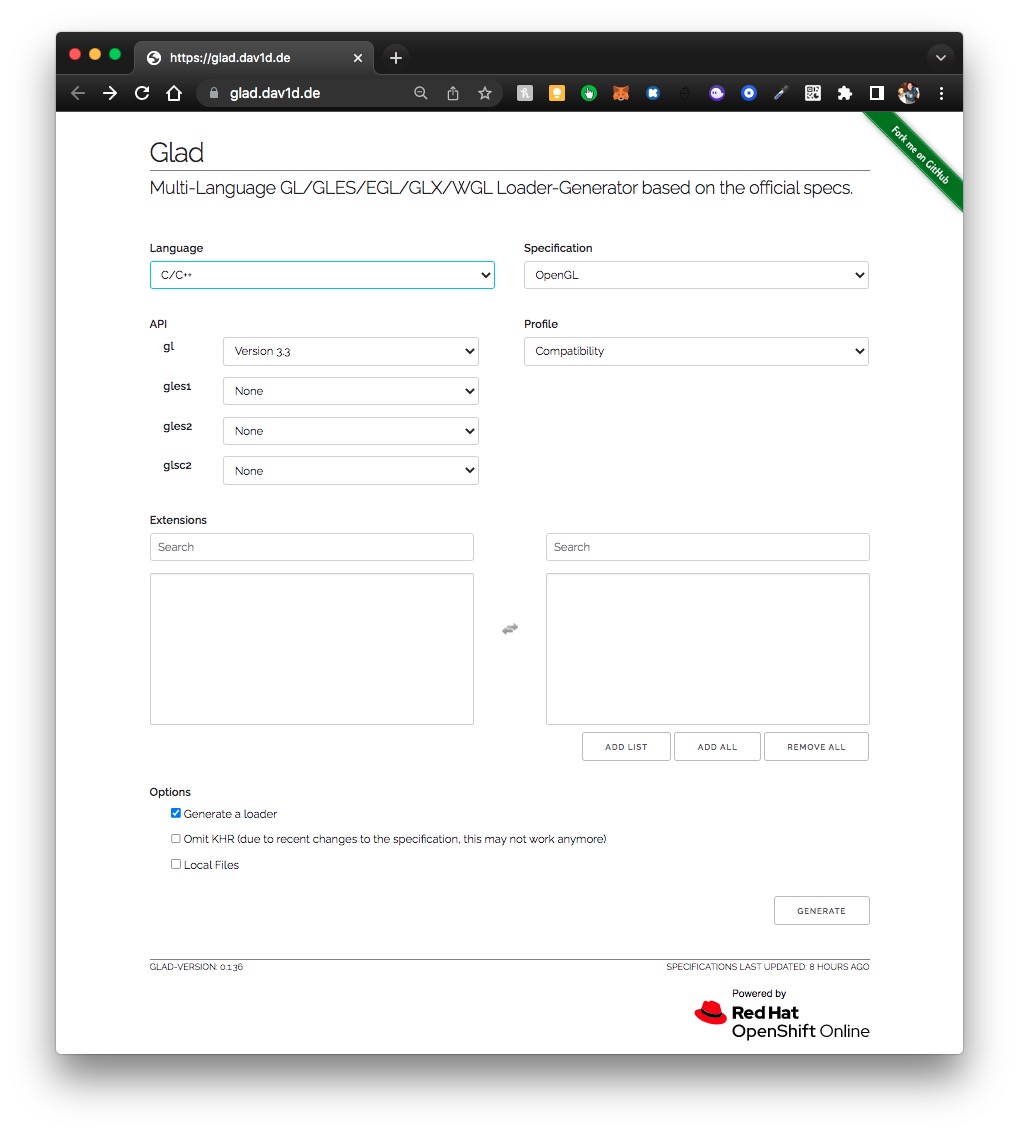 https://glad.dav1d.de
glad.dav1d.de
Fork me on GitHub
Glad
Multi-Language GL/GLES/EGL/GLX/WGL Loader-Generator based on the official specs.
Language
Specification
C/C++
OpenGL
API
Profile
gl
Version 3.3
Compatibility
gles1
None
gles2
None
glsc2
None
Extensions
Search
Search
ADD LIST
ADD ALL
REMOVE ALL
Options
Generate a loader
Omit KHR (due to recent changes to the specification, this may not work anymore)
Local Files
GENERATE
GLAD-VERSION: 0.1.36
SPECIFICATIONS LAST UPDATED: 8 HOURS AGO
Powered by
Red Hat
OpenShift Online